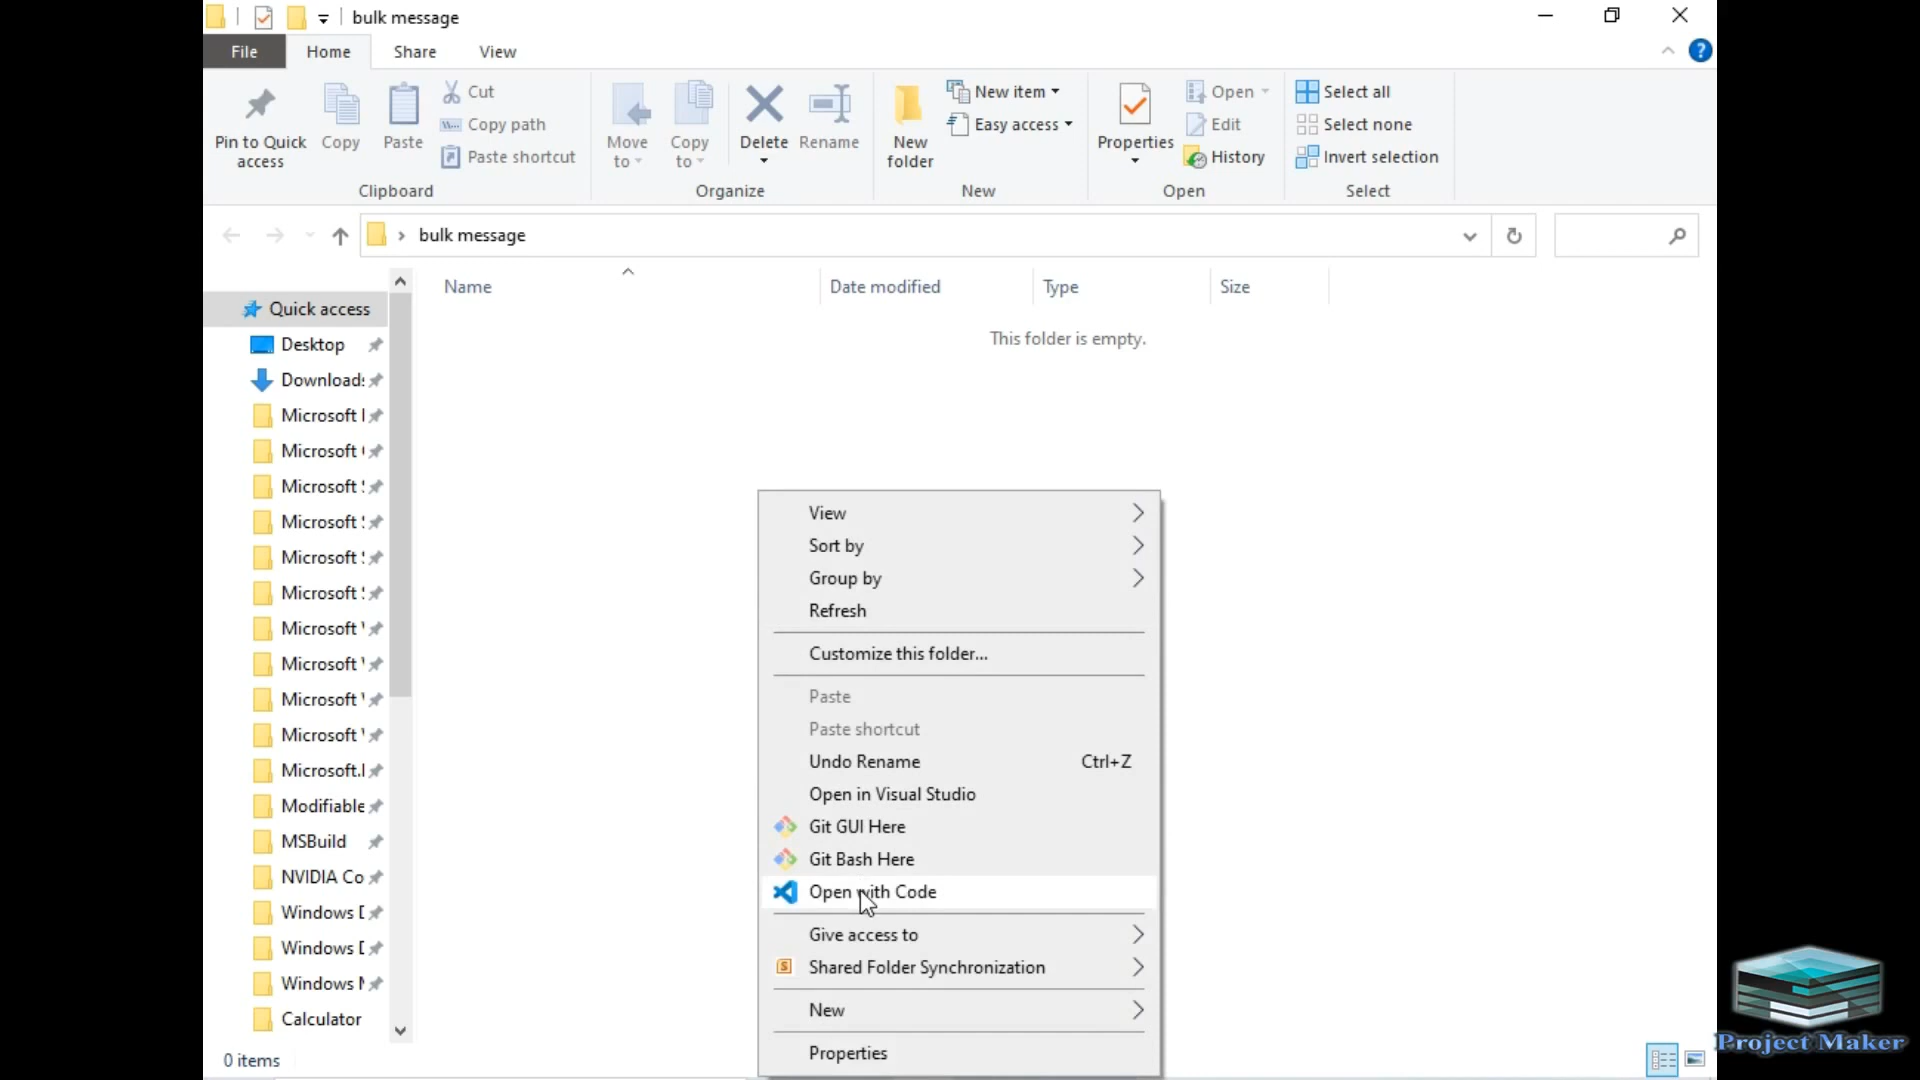 bulk message
File
Home
Share
View
Pin to Quick
access
Copy
Paste
Cut
Copy path
Paste shortcut
Clipboard
Move
to
Copy
to
Delete
Rename
Organize
New
folder
New item
Easy access
New
Properties
Open
Edit
History
Open
Select all
Select none
Invert selection
Select
bulk message
Name
Date modified
Type
Size
This folder is empty.
Quick access
Desktop
Downloads
Microsoft
Microsoft
Microsoft
Microsoft
Microsoft
Microsoft
Microsoft
Microsoft
Microsoft
Microsoft
Microsoft.
Modifiable
MSBuild
NVIDIA Co
Windows
Windows
Windows
Calculator
View
Sort by
Group by
Refresh
Customize this folder...
Paste
Paste shortcut
Undo Rename Ctrl+Z
Open in Visual Studio
Git GUI Here
Git Bash Here
Open with Code
Give access to
Shared Folder Synchronization
New
Properties
0 items
Project Maker